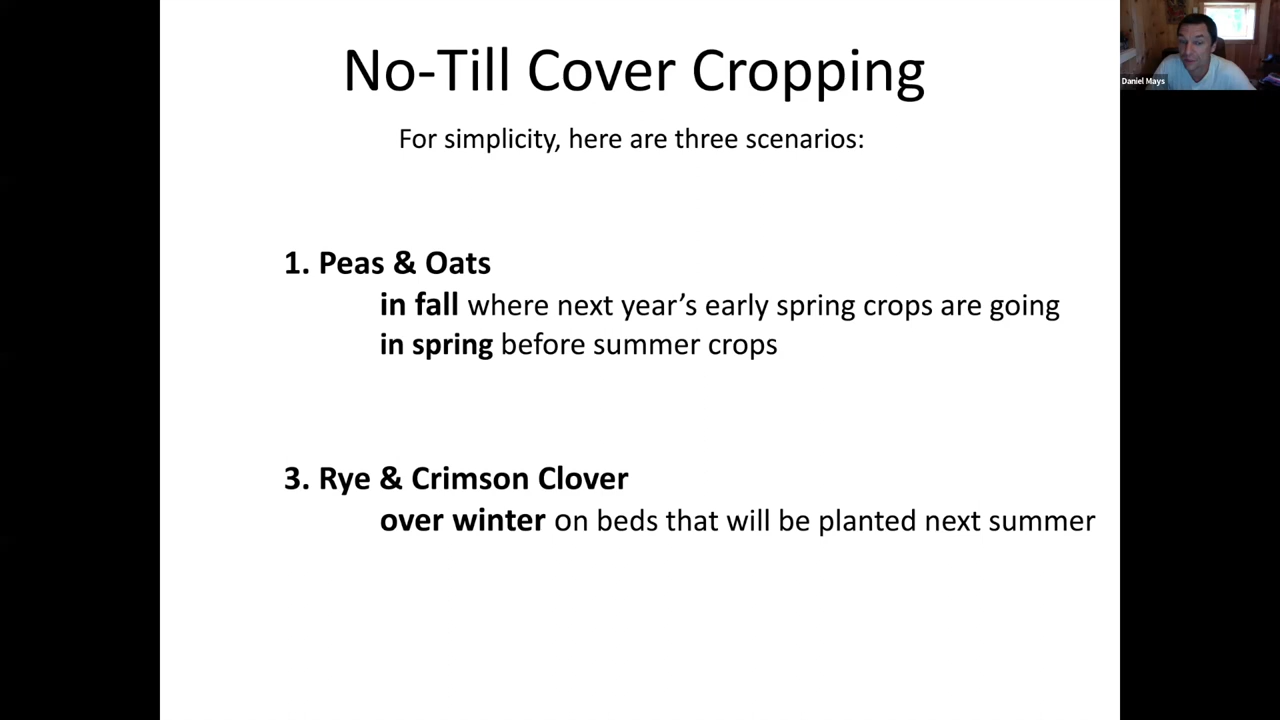 No-Till Cover Cropping
For simplicity, here are three scenarios:
1. Peas & Oats
in fall where next year’s early spring crops are going
in spring before summer crops
3. Rye & Crimson Clover
over winter on beds that will be planted next summer
Daniel Mays